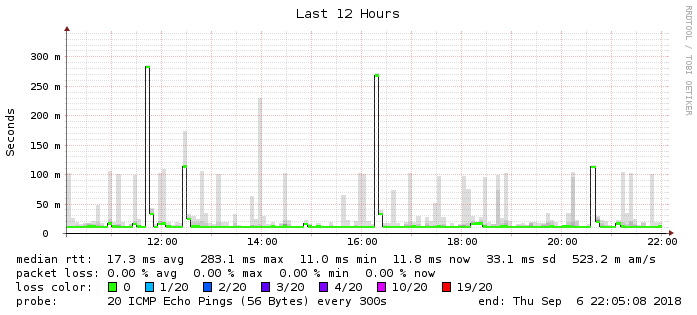 Last 12 Hours
RRDTOOL / TOBI OETIKER
Seconds
300 m
250 m
200 m
150 m
100 m
50 m
0
12:00 14:00 16:00 18:00 20:00 22:00
median rtt: 17.3 ms avg 283.1 ms max 11.0 ms min 11.8 ms now 33.1 ms sd 523.2 m am/s
packet loss: 0.00 % avg 0.00 % max 0.00 % min 0.00 % now
loss color: 0 1/20 2/20 3/20 4/20 10/20 19/20
probe: 20 ICMP Echo Pings (56 Bytes) every 300s end: Thu Sep 6 22:05:08 2018